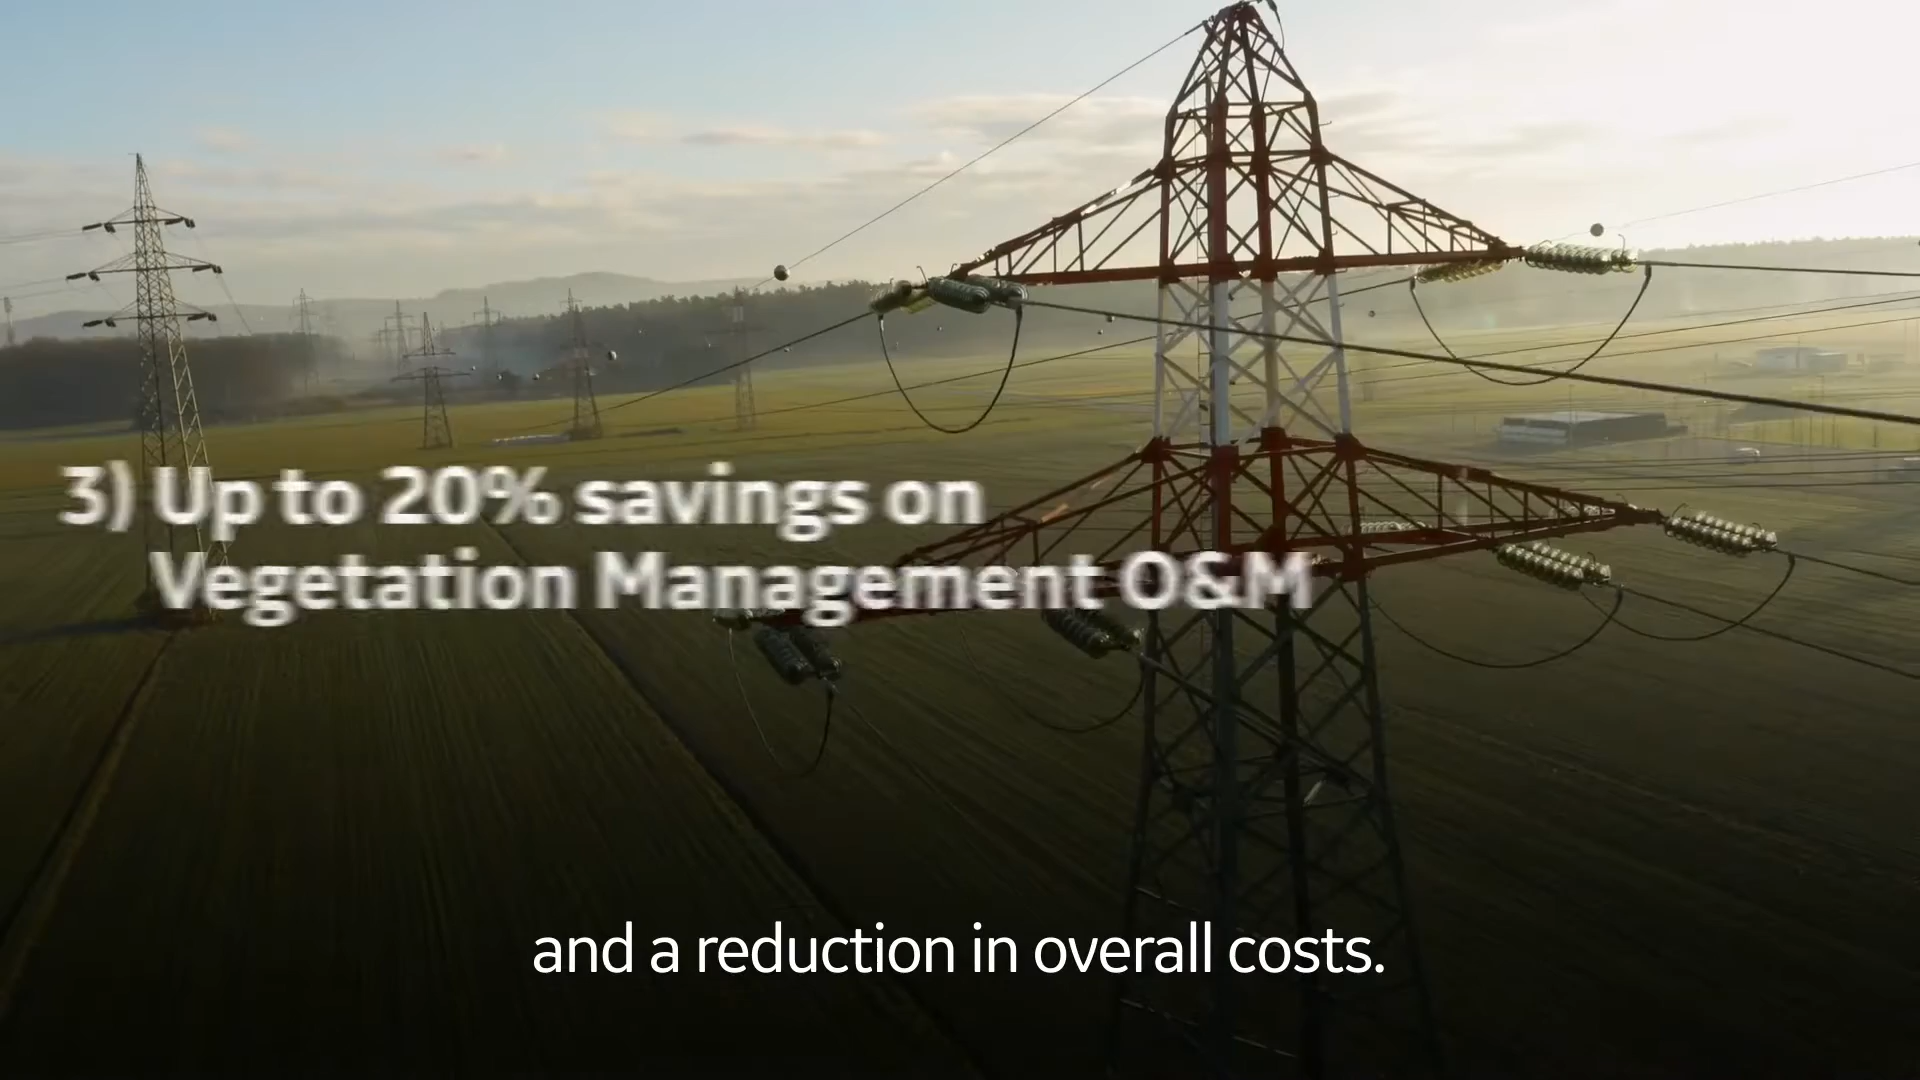 3) Up to 20% savings on
Vegetation Management O&M
and a reduction in overall costs.